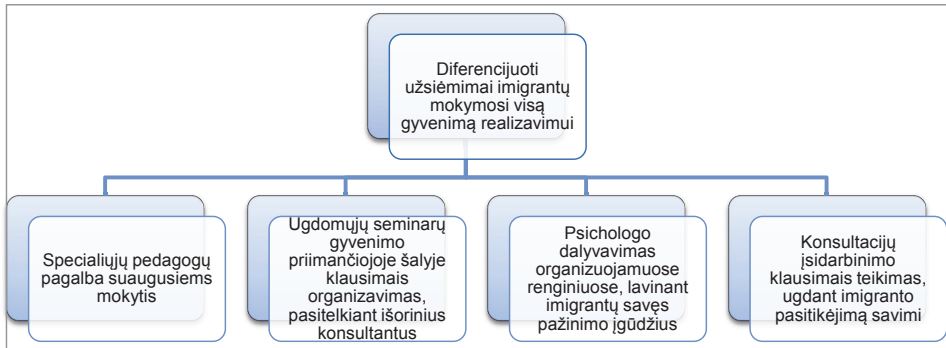 Diferencijuoti
užsiėmimai imigrantų
mokymosi visą
gyvenimą realizavimui
Specialiųjų pedagogų
pagalba suaugusiems
mokytis
Ugdomųjų seminarų
gyvenimo
priimančiojoje šalyje
klausimais
organizavimas,
pasitelkiant išorinius
konsultantus
Psichologo
dalyvavimas
organizuojamuose
renginiuose, lavinant
imigrantų savęs
pažinimo įgūdžius
Konsultacijų
įsidarbinimo
klausimais teikimas,
ugdant imigranto
pasitikėjimą savimi